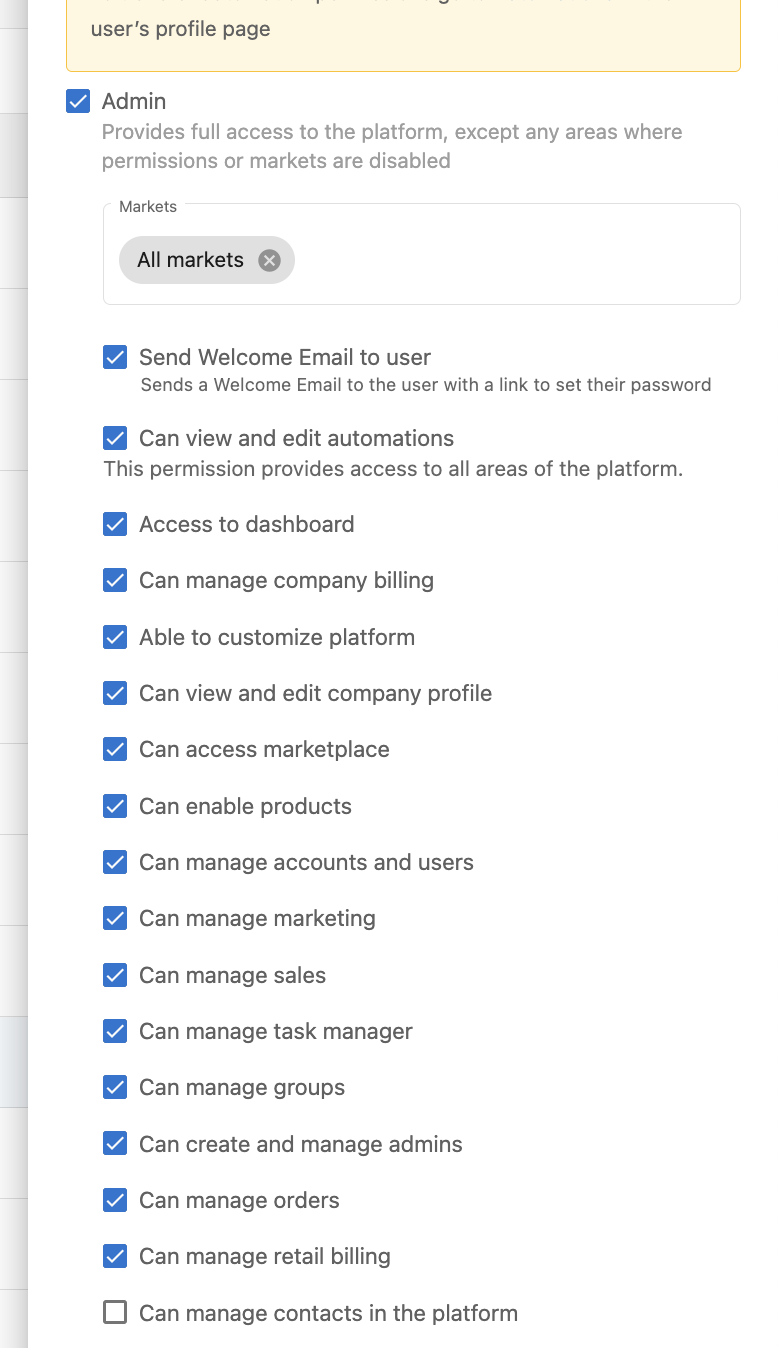 user’s profile page
Admin
Provides full access to the platform, except any areas where
permissions or markets are disabled
Markets
All markets
Send Welcome Email to user
Sends a Welcome Email to the user with a link to set their password
Can view and edit automations
This permission provides access to all areas of the platform.
Access to dashboard
Can manage company billing
Able to customize platform
Can view and edit company profile
Can access marketplace
Can enable products
Can manage accounts and users
Can manage marketing
Can manage sales
Can manage task manager
Can manage groups
Can create and manage admins
Can manage orders
Can manage retail billing
Can manage contacts in the platform